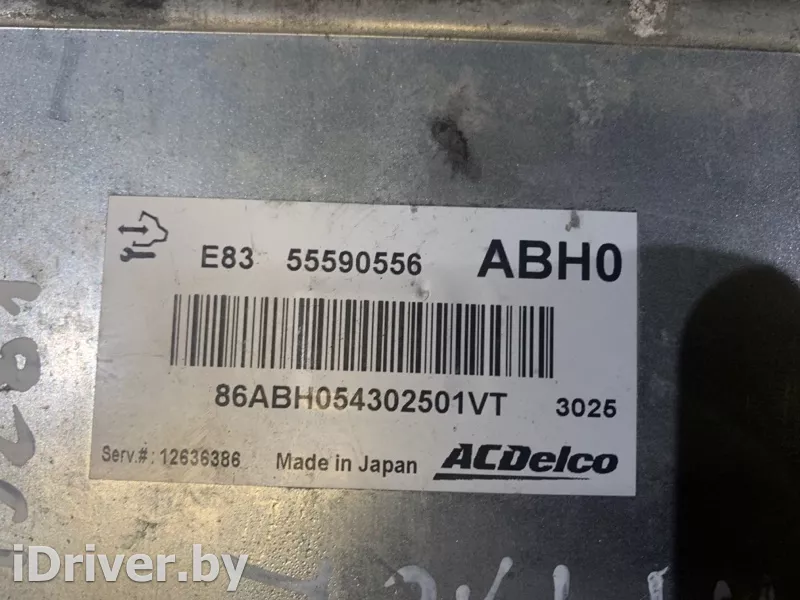 E83 55590556 ABH0
86ABH054302501VT 3025
Serv.#: 12636386 Made in Japan ACDelco
iDriver.by